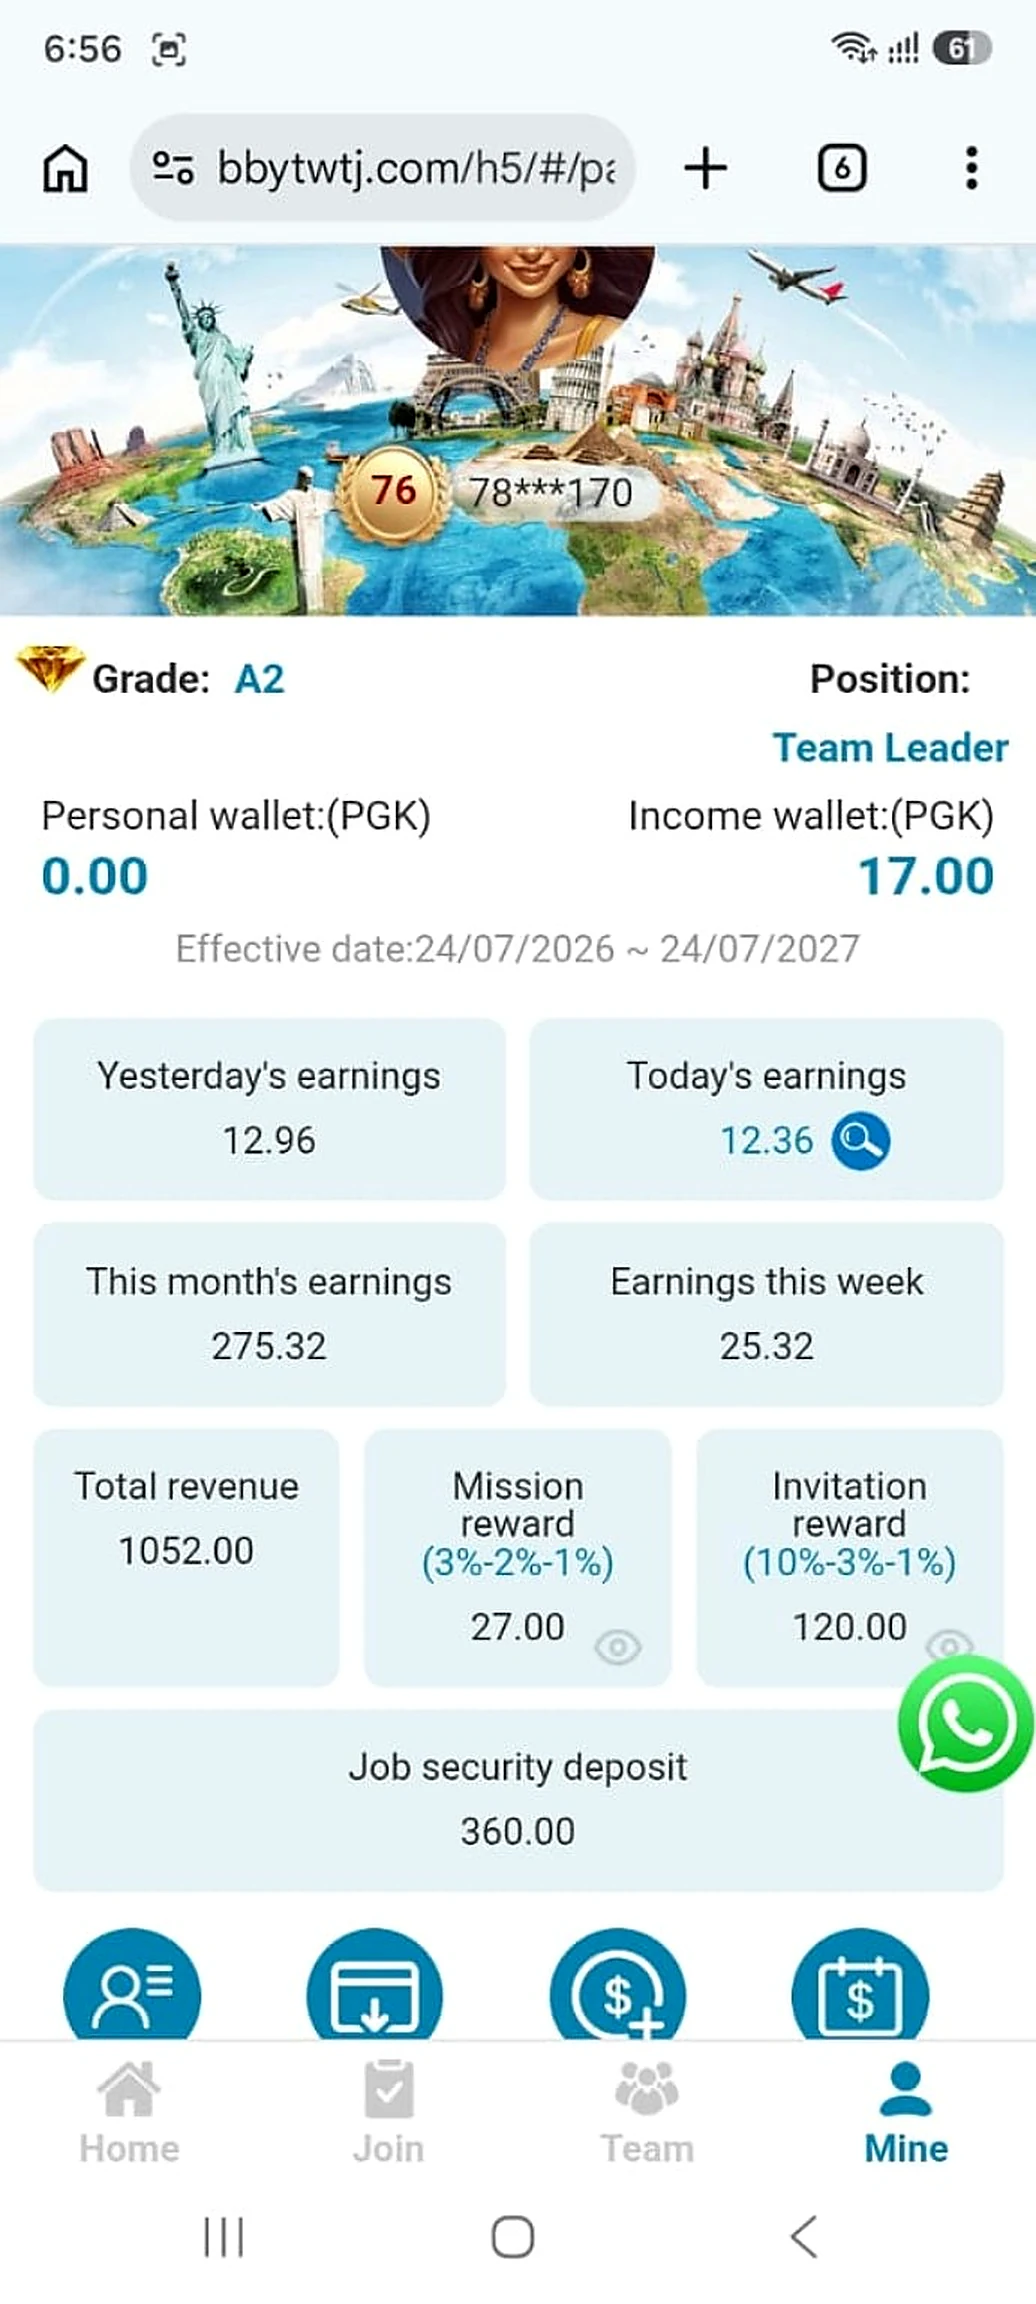 6:56
61
bbytwtj.com/h5/#/pa
6
76
78***170
Grade: A2
Position:
Team Leader
Personal wallet:(PGK)
Income wallet:(PGK)
0.00
17.00
Effective date:24/07/2026 ~ 24/07/2027
Yesterday's earnings
Today's earnings
12.96
12.36
This month's earnings
Earnings this week
275.32
25.32
Total revenue
1052.00
Mission
reward
(3%-2%-1%)
27.00
Invitation
reward
(10%-3%-1%)
120.00
Job security deposit
360.00
Home
Join
Team
Mine